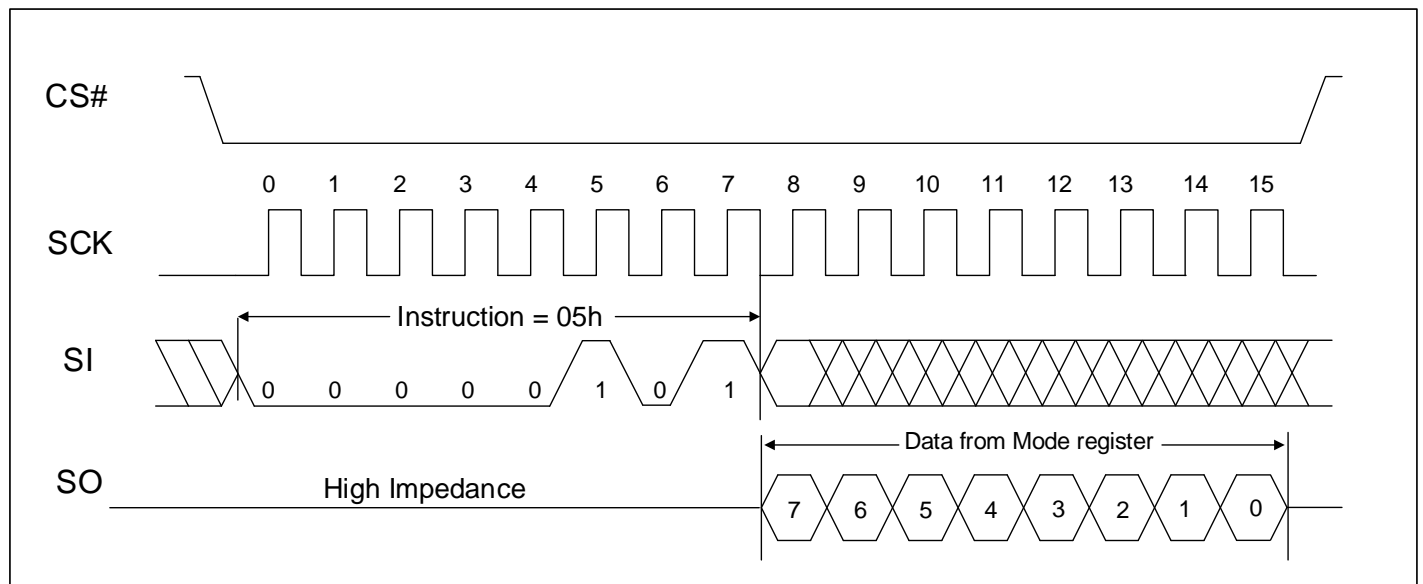 CS#
0 1 2 3 4 5 6 7 8 9 10 11 12 13 14 15
SCK
Instruction = 05h
SI
0 0 0 0 0 1 0 1
Data from Mode register
SO
High Impedance
7 6 5 4 3 2 1 0